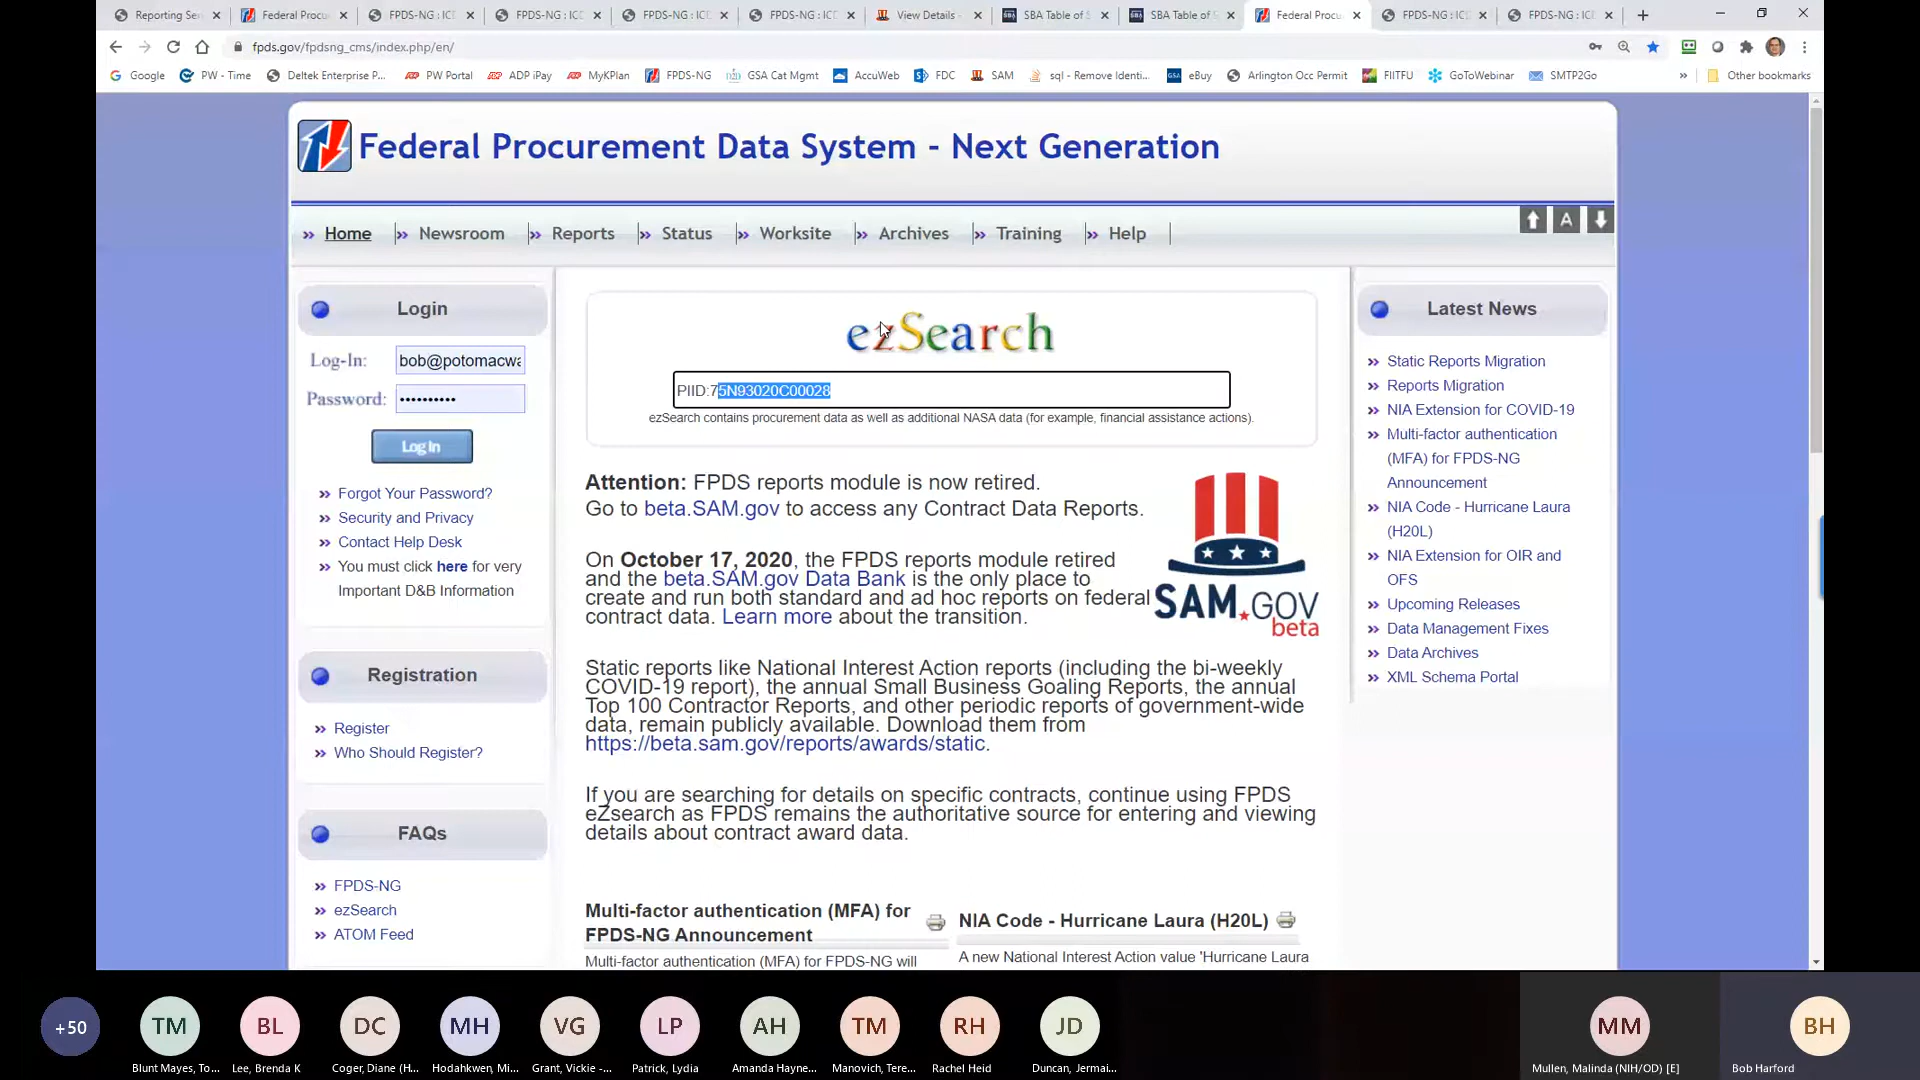 Reporting Ser
Federal Procu
FPDS-NG : IC
FPDS-NG : IC
FPDS-NG : IC
FPDS-NG : IC
View Details -
SBA Table of S
SBA Table of S
Federal Procu
FPDS-NG : IC
FPDS-NG : IC
fpds.gov/fpdsng_cms/index.php/en/
Google
PW - Time
Deltek Enterprise P...
PW Portal
ADP iPay
MyKPlan
FPDS-NG
GSA Cat Mgmt
AccuWeb
FDC
SAM
sql - Remove Identi...
eBuy
Arlington Occ Permit
FIITFU
GoToWebinar
SMTP2Go
»
Other bookmarks
Federal Procurement Data System - Next Generation
» Home
» Newsroom
» Reports
» Status
» Worksite
» Archives
» Training
» Help
A
Login
Log-In: bob@potomacwa
Password: ••••••••••
Log In
» Forgot Your Password?
» Security and Privacy
» Contact Help Desk
» You must click here for very
Important D&B Information
Registration
» Register
» Who Should Register?
FAQs
» FPDS-NG
» ezSearch
» ATOM Feed
ezSearch
PIID:75N93020C00028
ezSearch contains procurement data as well as additional NASA data (for example, financial assistance actions).
Attention: FPDS reports module is now retired.
Go to beta.SAM.gov to access any Contract Data Reports.
On October 17, 2020, the FPDS reports module retired
and the beta.SAM.gov Data Bank is the only place to
create and run both standard and ad hoc reports on federal
contract data. Learn more about the transition.
SAM.GOV
beta
Static reports like National Interest Action reports (including the bi-weekly
COVID-19 report), the annual Small Business Goaling Reports, the annual
Top 100 Contractor Reports, and other periodic reports of government-wide
data, remain publicly available. Download them from
https://beta.sam.gov/reports/awards/static.
If you are searching for details on specific contracts, continue using FPDS
eZsearch as FPDS remains the authoritative source for entering and viewing
details about contract award data.
Multi-factor authentication (MFA) for
FPDS-NG Announcement
Multi-factor authentication (MFA) for FPDS-NG will
NIA Code - Hurricane Laura (H20L)
A new National Interest Action value 'Hurricane Laura
Latest News
» Static Reports Migration
» Reports Migration
» NIA Extension for COVID-19
» Multi-factor authentication
(MFA) for FPDS-NG
Announcement
» NIA Code - Hurricane Laura
(H20L)
» NIA Extension for OIR and
OFS
» Upcoming Releases
» Data Management Fixes
» Data Archives
» XML Schema Portal
+50
TM
BL
DC
MH
VG
LP
AH
TM
RH
JD
MM
BH
Blunt Mayes, To...
Lee, Brenda K
Coger, Diane (H...
Hodahkwen, Mi...
Grant, Vickie -...
Patrick, Lydia
Amanda Hayne...
Manovich, Tere...
Rachel Heid
Duncan, Jermai...
Mullen, Malinda (NIH/OD) [E]
Bob Harford